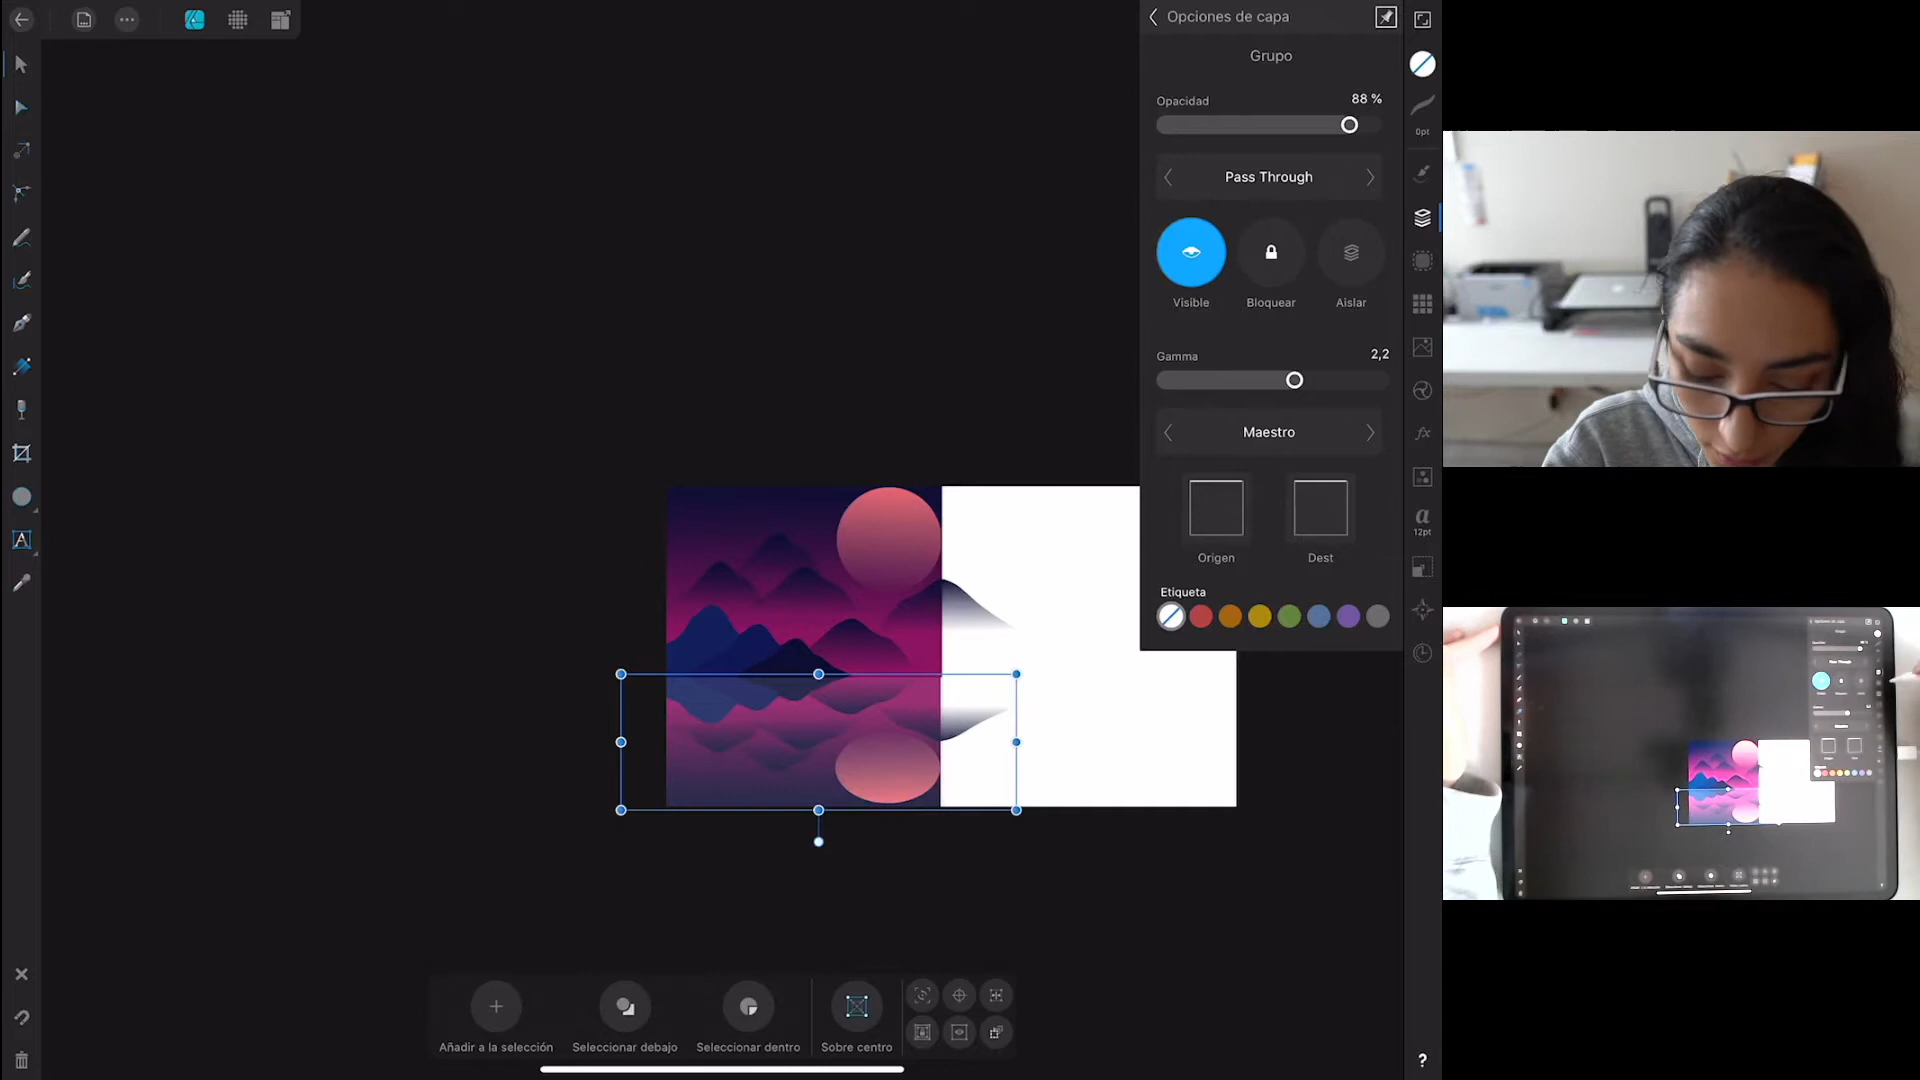 Opciones de capa
Grupo
Opacidad 88 %
Pass Through
Visible Bloquear Aislar
Gamma 2,2
Maestro
Origen Dest
Etiqueta
0pt
fx
a
12pt
A
Añadir a la selección Seleccionar debajo Seleccionar dentro Sobre centro
?